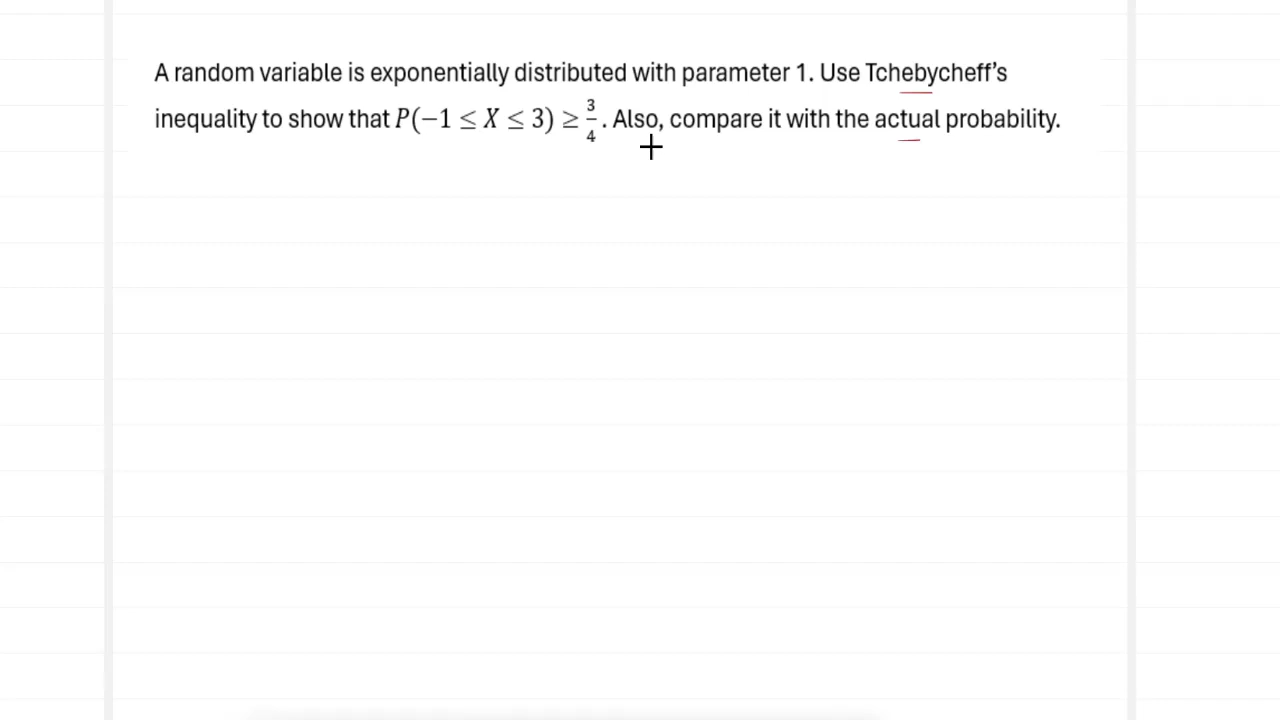 A random variable is exponentially distributed with parameter 1. Use Tchebycheff’s
inequality to show that P(−1 ≤ X ≤ 3) ≥ 3/4. Also, compare it with the actual probability.